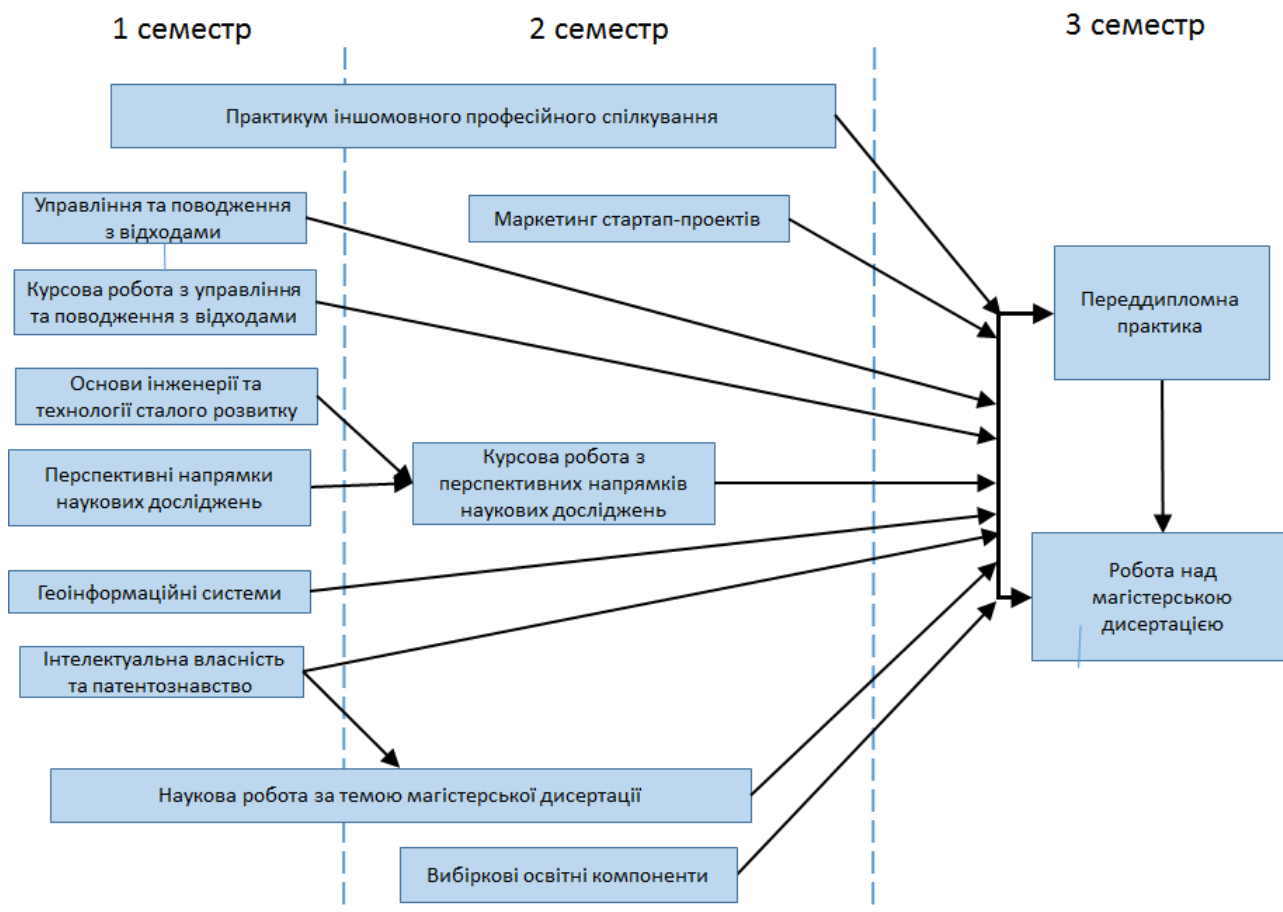 1 семестр
2 семестр
3 семестр
Практикум іншомовного професійного спілкування
Управління та поводження
з відходами
Маркетинг стартап-проектів
Курсова робота з управління
та поводження з відходами
Переддипломна
практика
Основи інженерії та
технології сталого розвитку
Перспективні напрямки
наукових досліджень
Курсова робота з
перспективних напрямків
наукових досліджень
Геоінформаційні системи
Робота над
магістерською
дисертацією
Інтелектуальна власність
та патентознавство
Наукова робота за темою магістерської дисертації
Вибіркові освітні компоненти